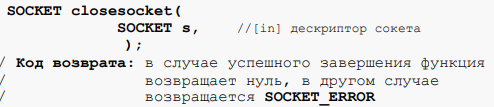 SOCKET closesocket(
SOCKET s, //[in] дескриптор сокета
);
/ Код возврата: в случае успешного завершения функция
/ возвращает нуль, в другом случае
/ возвращается SOCKET_ERROR